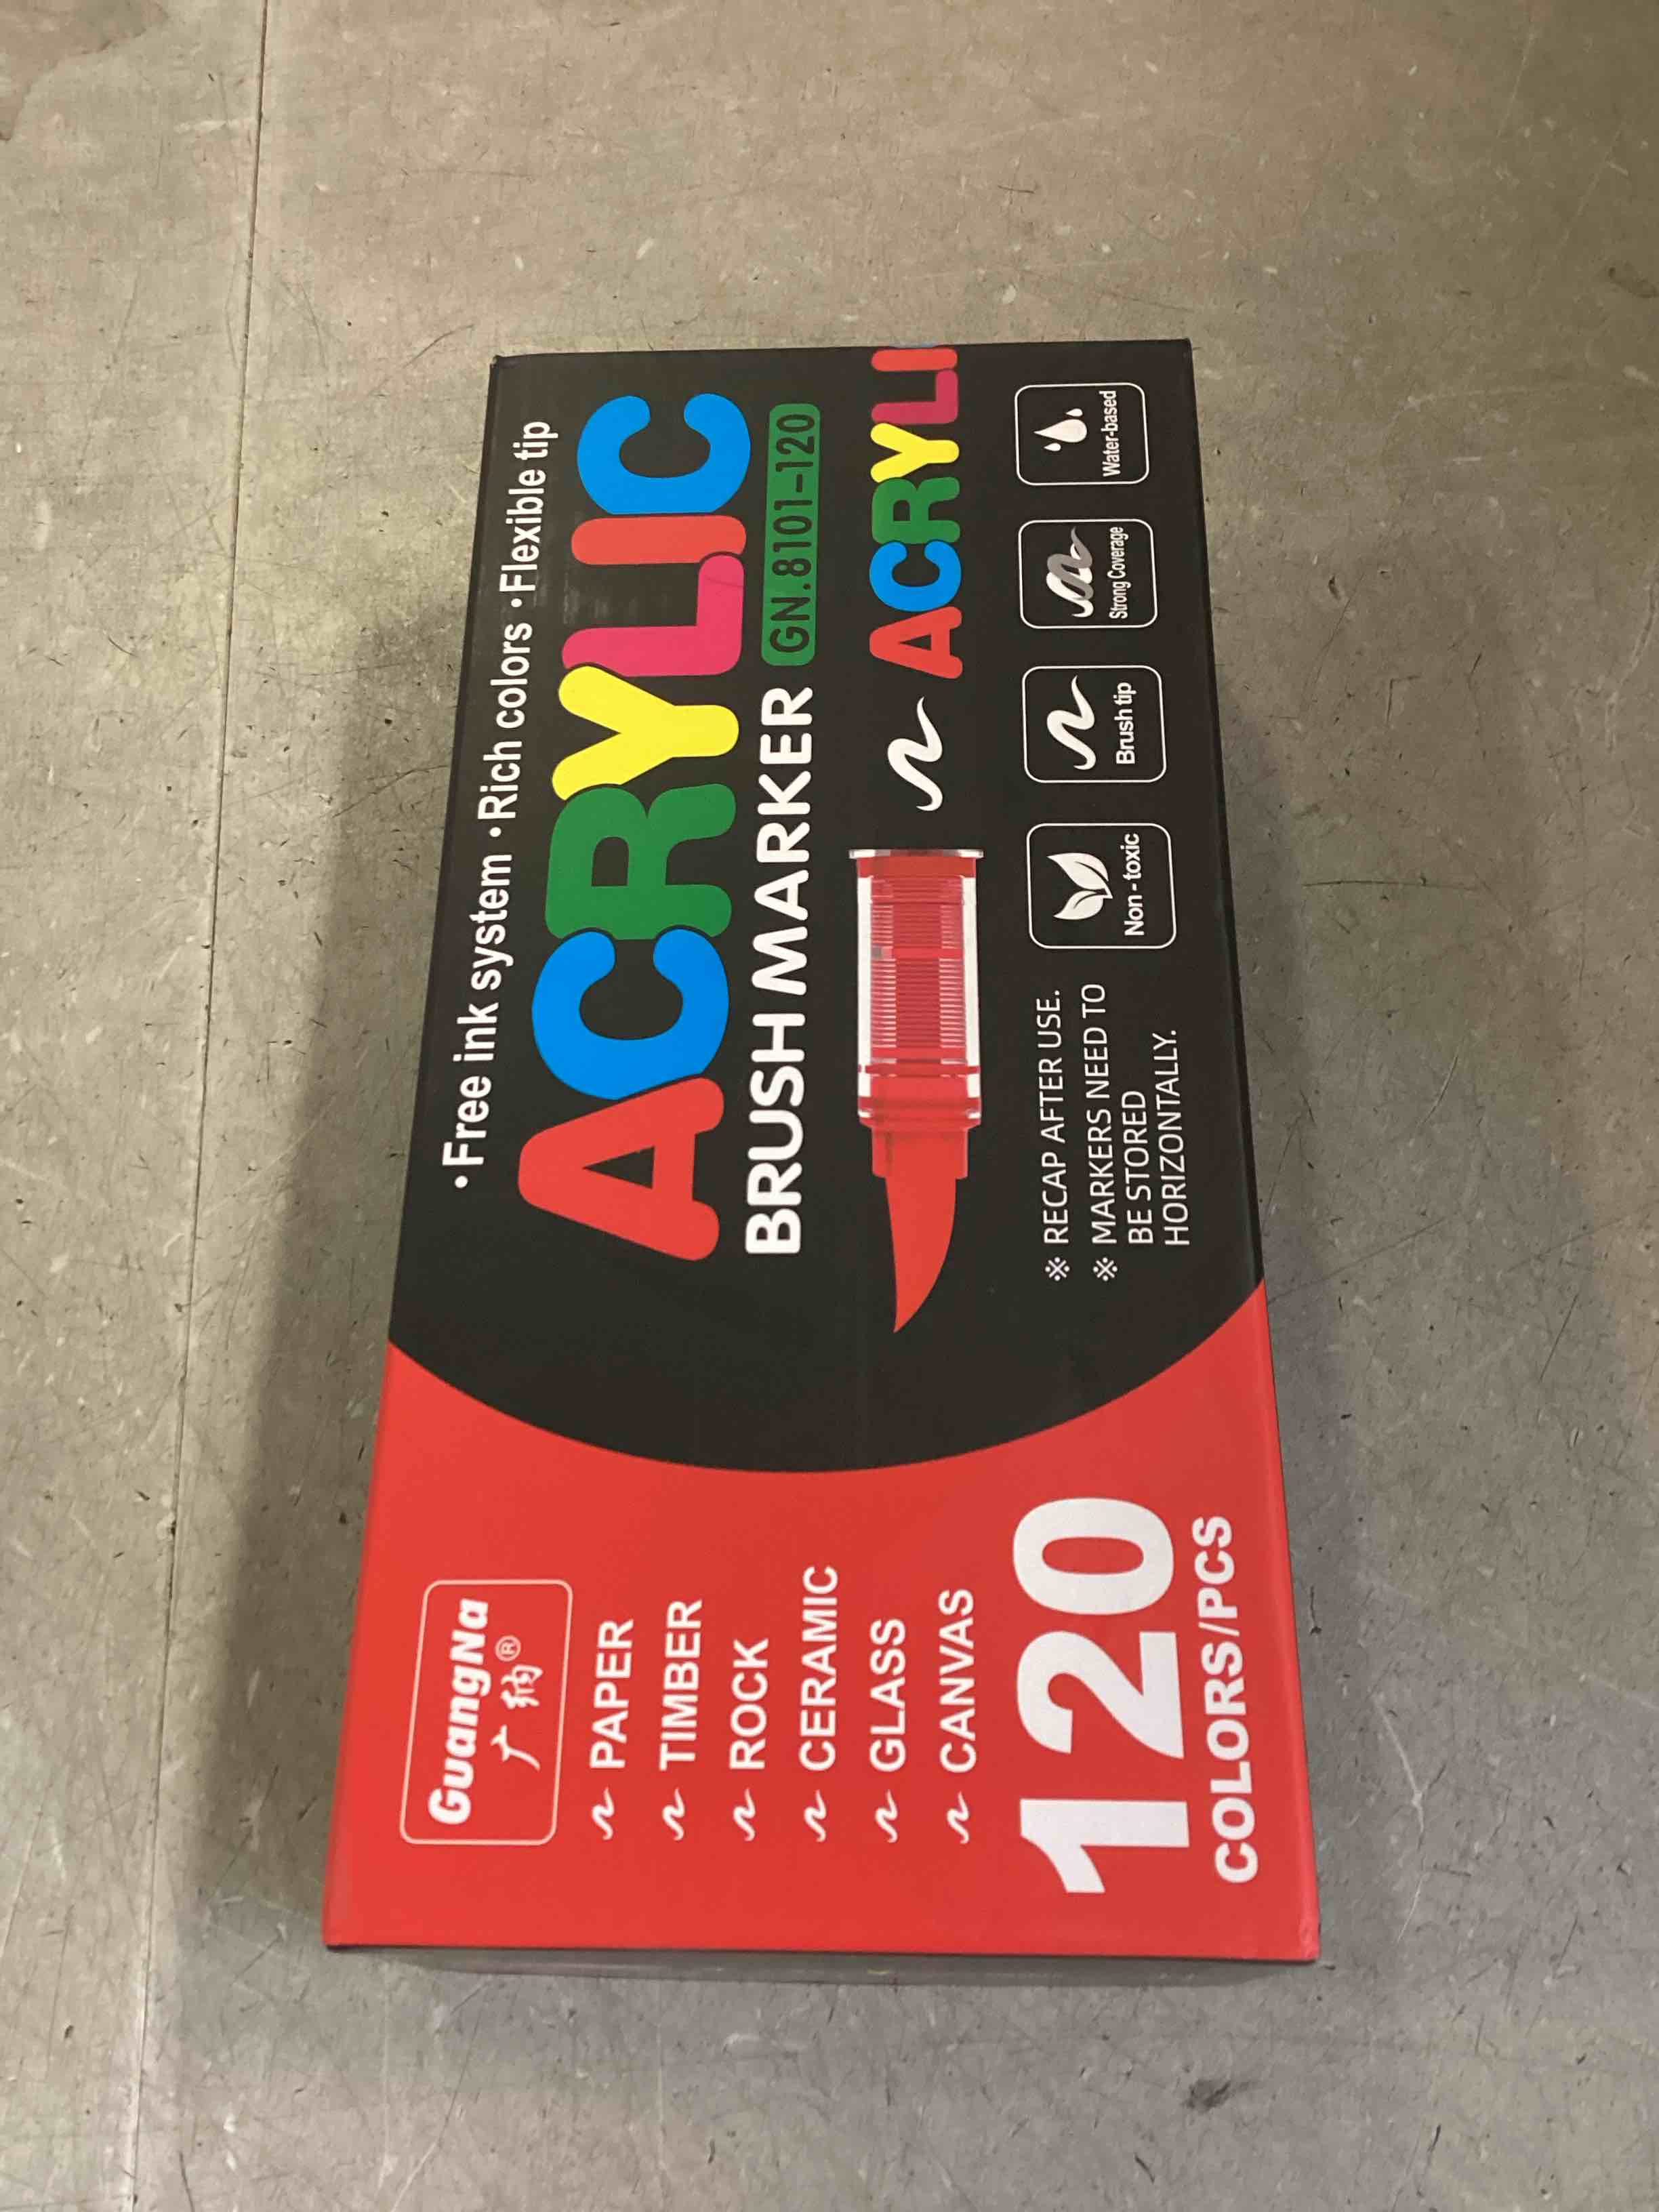 GuangNa
广纳®
PAPER
TIMBER
ROCK
CERAMIC
GLASS
CANVAS
120
COLORS/PCS
·Free ink system ·Rich colors ·Flexible tip
ACRYLIC
BRUSH MARKER GN.8101-120
ACRYLI
※ RECAP AFTER USE.
※ MARKERS NEED TO
BE STORED
HORIZONTALLY.
Non-toxic
Brush tip
Strong Coverage
Water-based